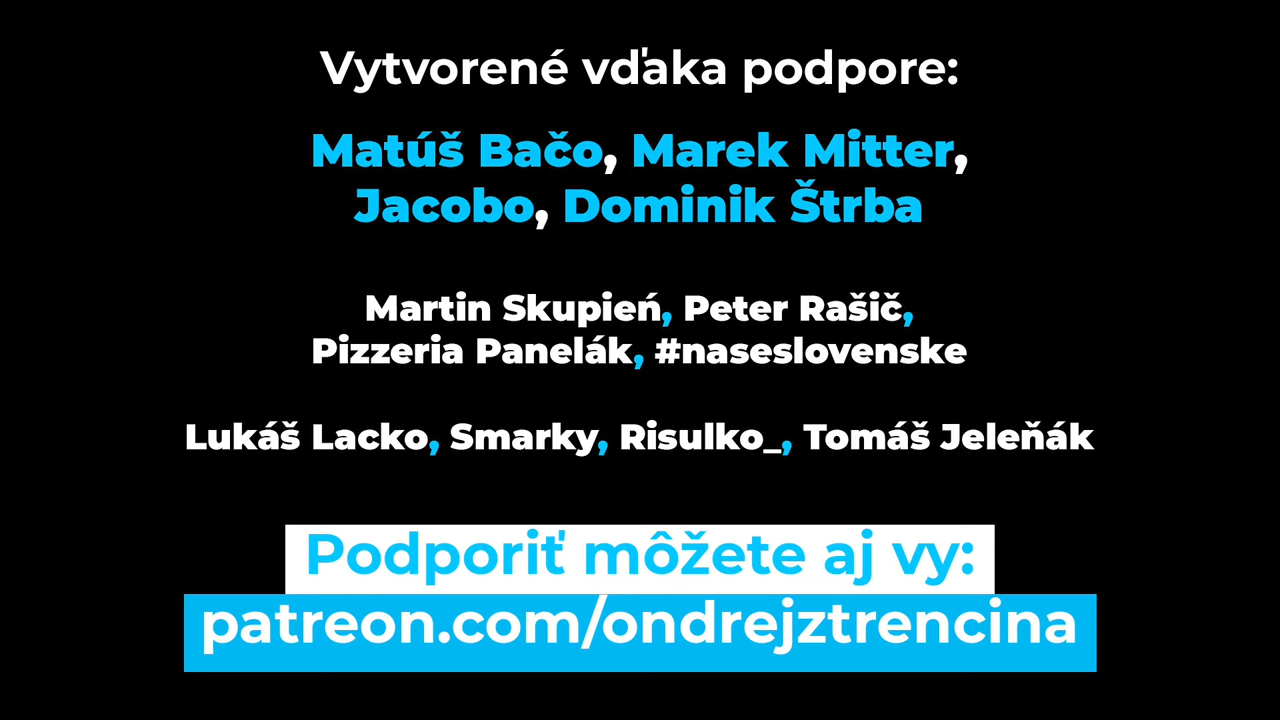 Vytvorené vďaka podpore:
Matúš Bačo, Marek Mitter,
Jacobo, Dominik Štrba
Martin Skupień, Peter Rašič,
Pizzeria Panelák, #naseslovenske
Lukáš Lacko, Smarky, Risulko_, Tomáš Jeleňák
Podporiť môžete aj vy:
patreon.com/ondrejztrencina